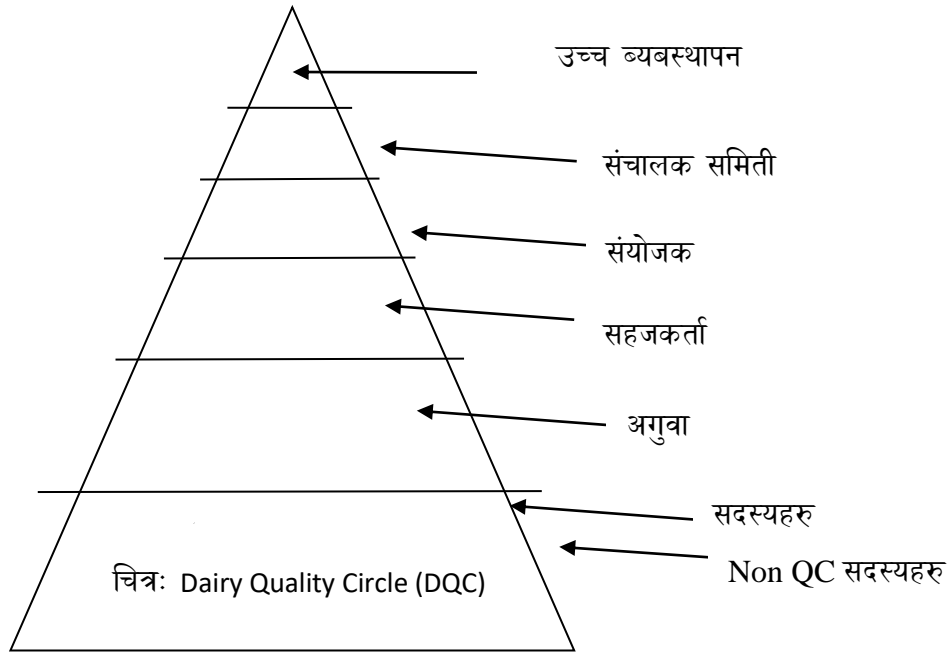 उच्च ब्यबस्थापन
संचालक समिती
संयोजक
सहजकर्ता
अगुवा
सदस्यहरु
Non QC सदस्यहरु
चित्रः Dairy Quality Circle (DQC)